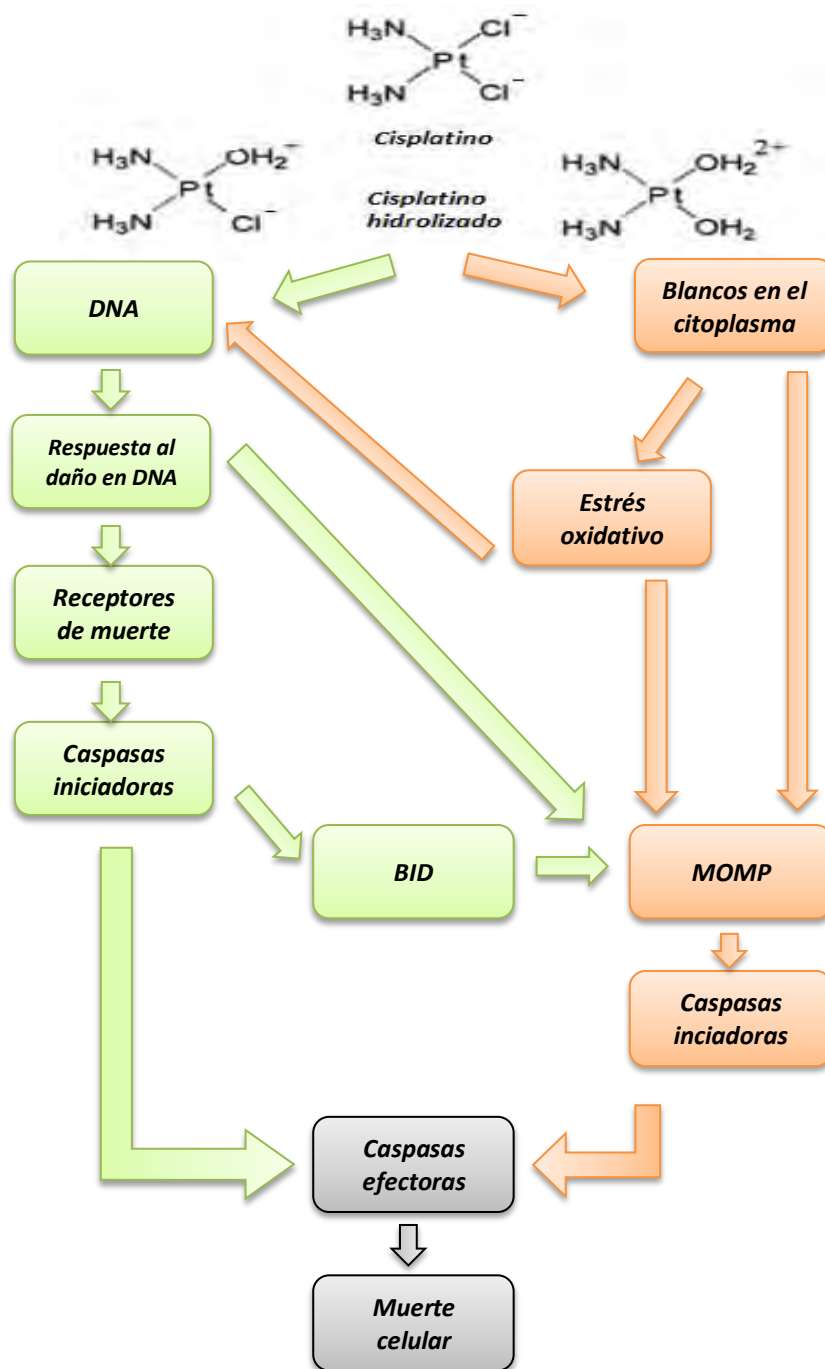 H₃N Cl⁻
Pt
H₃N Cl⁻
Cisplatino
H₃N OH₂⁻
Pt
H₃N Cl⁻
Cisplatino
hidrolizado
H₃N OH₂ ²⁺
Pt
H₃N OH₂
DNA
Blancos en el
citoplasma
Respuesta al
daño en DNA
Estrés
oxidativo
Receptores
de muerte
Caspasas
iniciadoras
BID
MOMP
Caspasas
inciadoras
Caspasas
efectoras
Muerte
celular